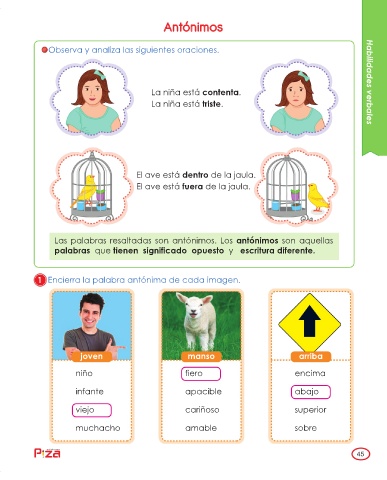 Antónimos
Observa y analiza las siguientes oraciones.
Habilidades verbales
La niña está contenta.
La niña está triste.
El ave está dentro de la jaula.
El ave está fuera de la jaula.
Las palabras resaltadas son antónimos. Los antónimos son aquellas
palabras que tienen significado opuesto y escritura diferente.
1 Encierra la palabra antónima de cada imagen.
joven
niño
infante
viejo
muchacho
manso
fiero
apacible
cariñoso
amable
arriba
encima
abajo
superior
sobre
Piza
45